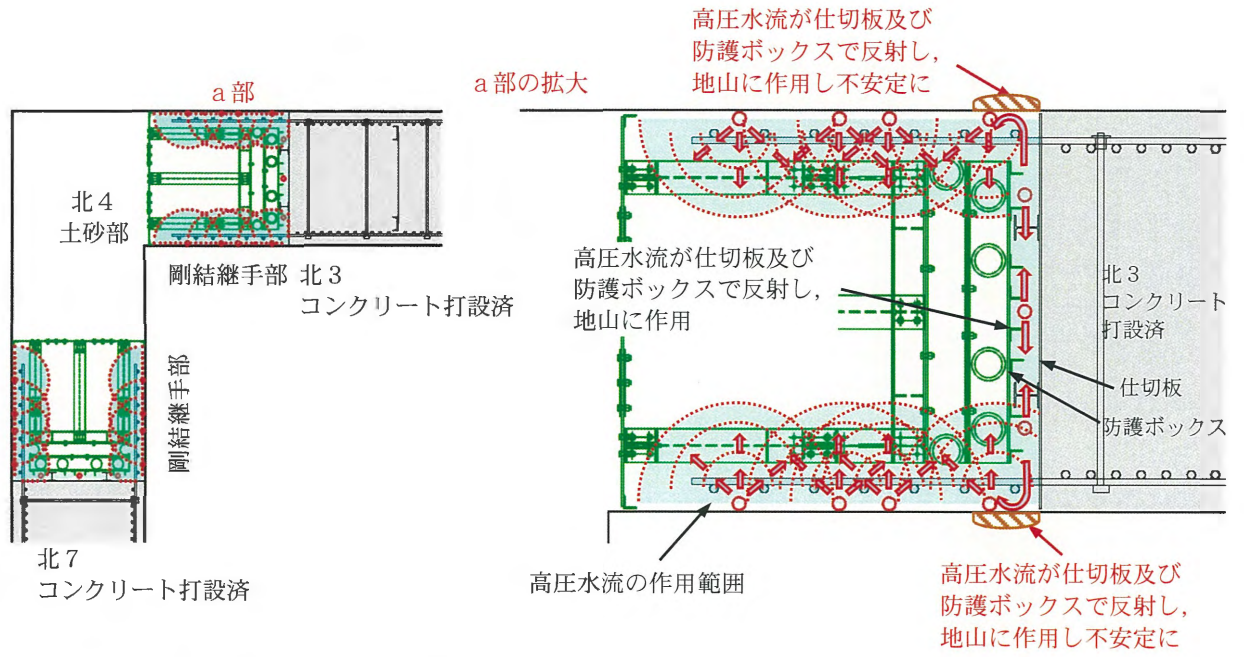 a部
北4
土砂部
剛結継手部
北3
コンクリート打設済
剛結継手部
北7
コンクリート打設済
a部の拡大
高圧水流が仕切板及び
防護ボックスで反射し，
地山に作用し不安定に
高圧水流が仕切板及び
防護ボックスで反射し，
地山に作用
北3
コンクリート
打設済
仕切板
防護ボックス
高圧水流の作用範囲
高圧水流が仕切板及び
防護ボックスで反射し，
地山に作用し不安定に